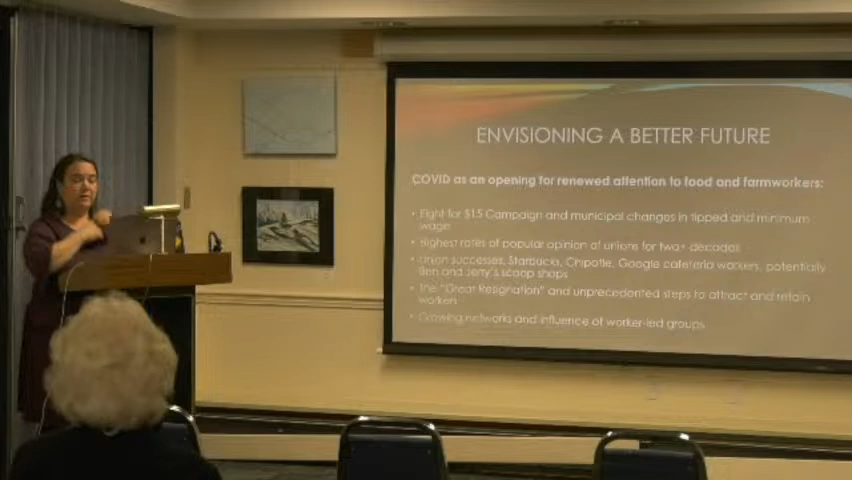 ENVISIONING A BETTER FUTURE
COVID as an opening for renewed attention to food and farmworkers:
• Fight for $15 Campaign and municipal changes in tipped and minimum
wage
• Highest rates of popular opinion of unions for two+ decades
• Union successes, Starbucks, Chipotle, Google cafeteria workers, potentially
Ben and Jerry's scoop shops
• The "Great Resignation" and unprecedented steps to attract and retain
workers
• Growing networks and influence of worker-led groups